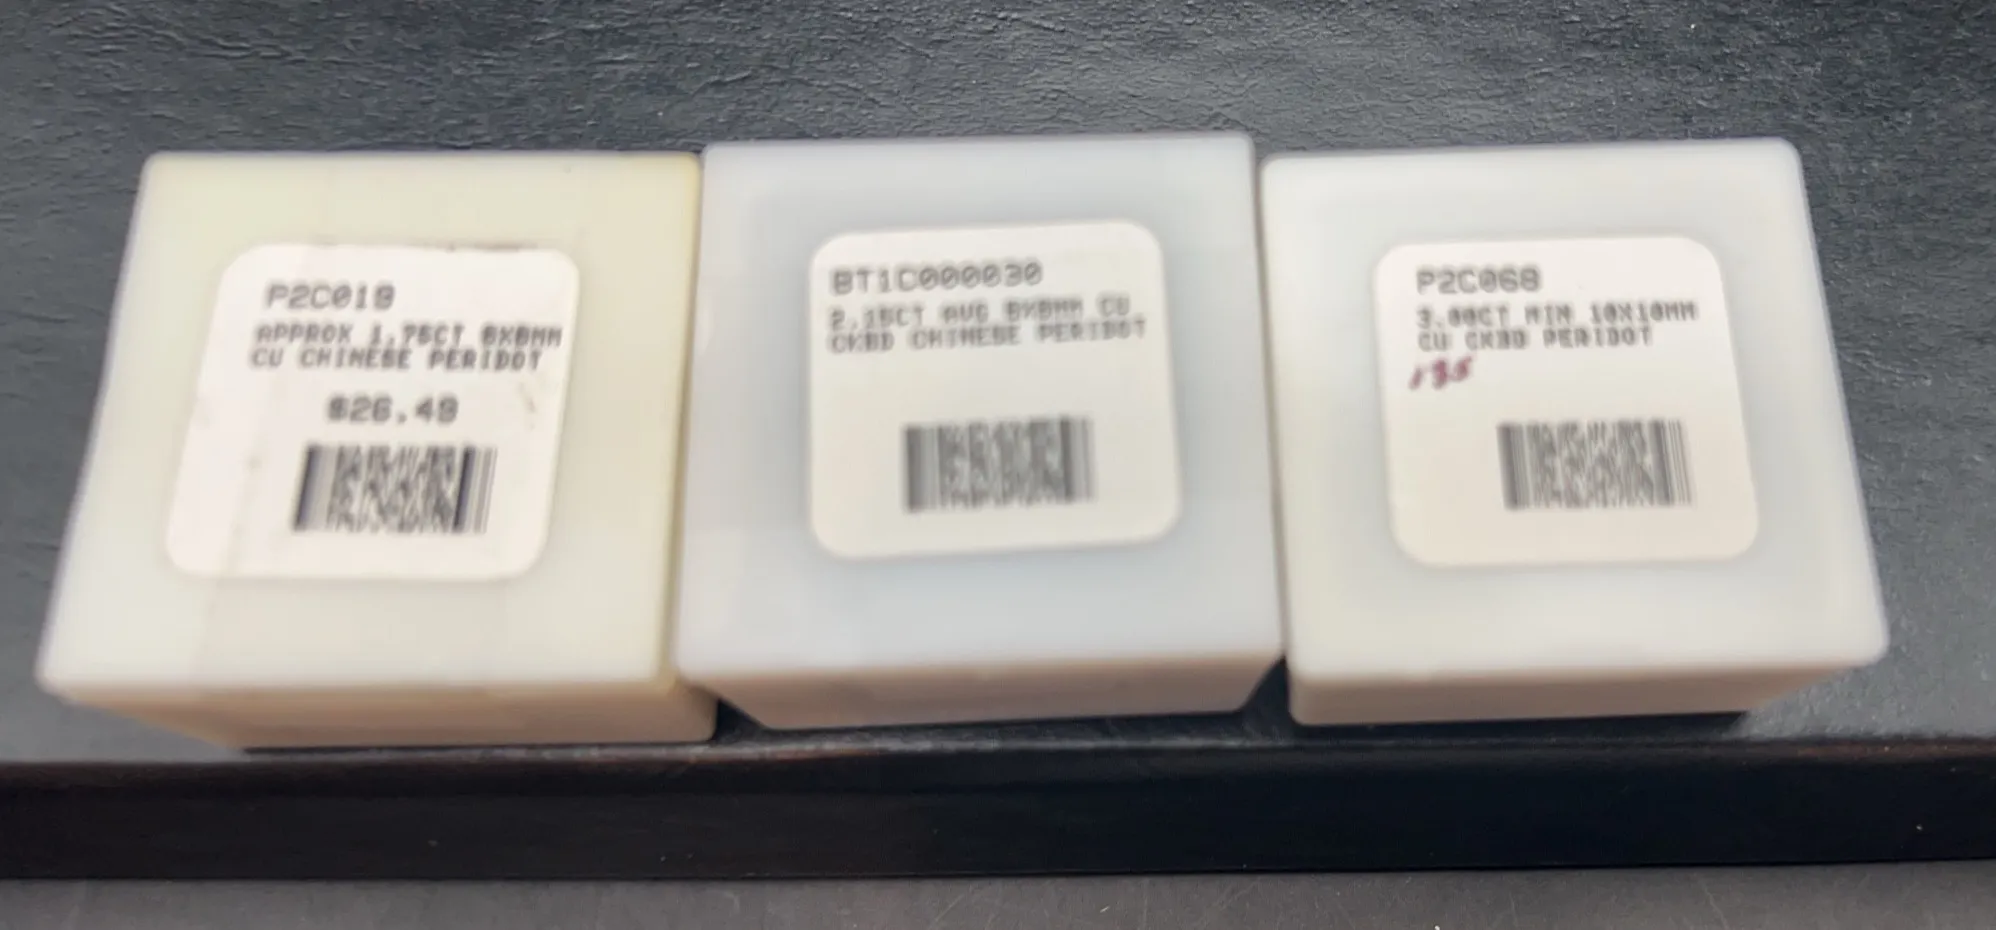 P2C019
APPROX 1.75CT 8X8MM
CU CHINESE PERIDOT
$26.49
BT1C000030
2.15CT AVG 8X8MM CU
CKBD CHINESE PERIDOT
P2C068
3.00CT MIN 10X10MM
CU CKBD PERIDOT
135